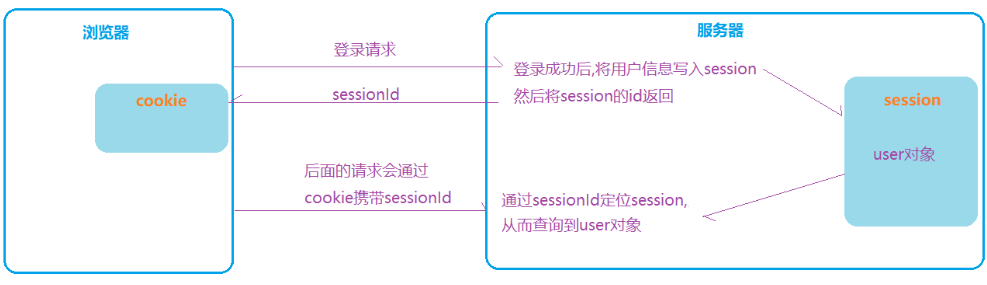 浏览器
服务器
登录请求
登录成功后,将用户信息写入session
然后将session的id返回
sessionId
cookie
session
user对象
后面的请求会通过
cookie携带sessionId
通过sessionId定位session,
从而查询到user对象